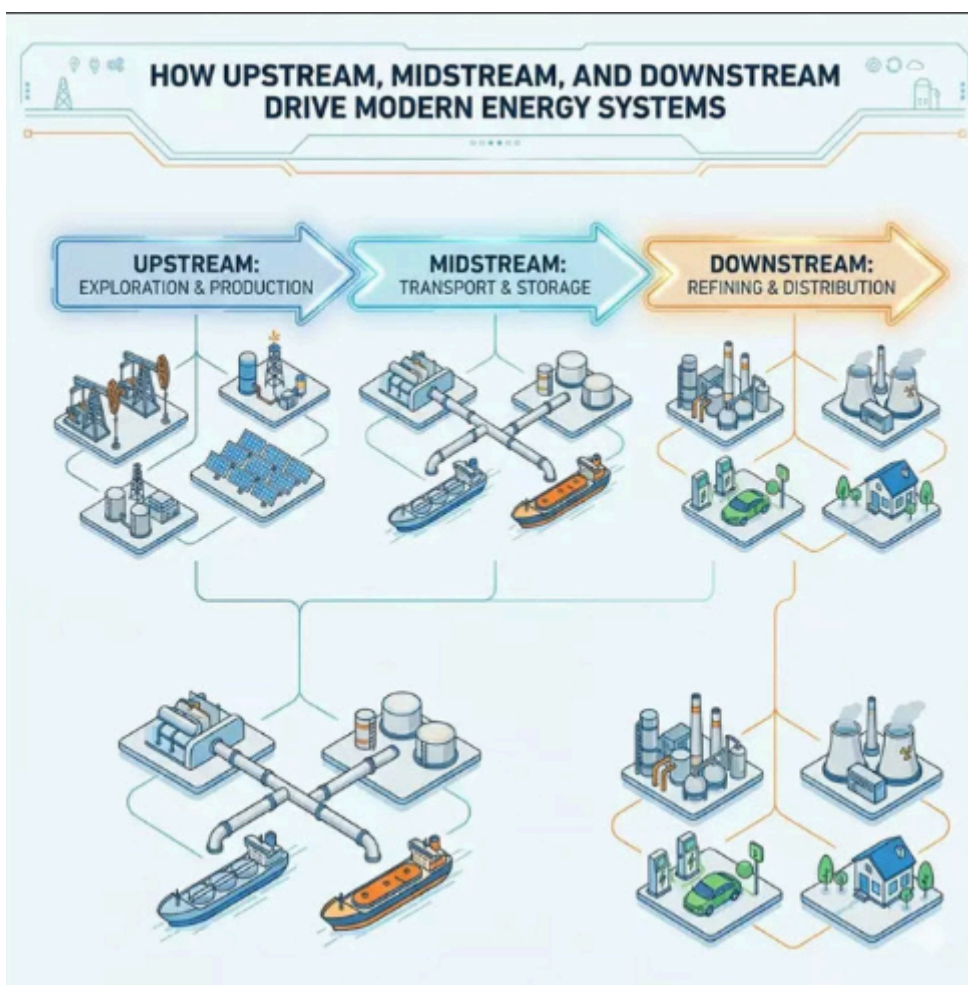 HOW UPSTREAM, MIDSTREAM, AND DOWNSTREAM
DRIVE MODERN ENERGY SYSTEMS
UPSTREAM:
EXPLORATION & PRODUCTION
MIDSTREAM:
TRANSPORT & STORAGE
DOWNSTREAM:
REFINING & DISTRIBUTION